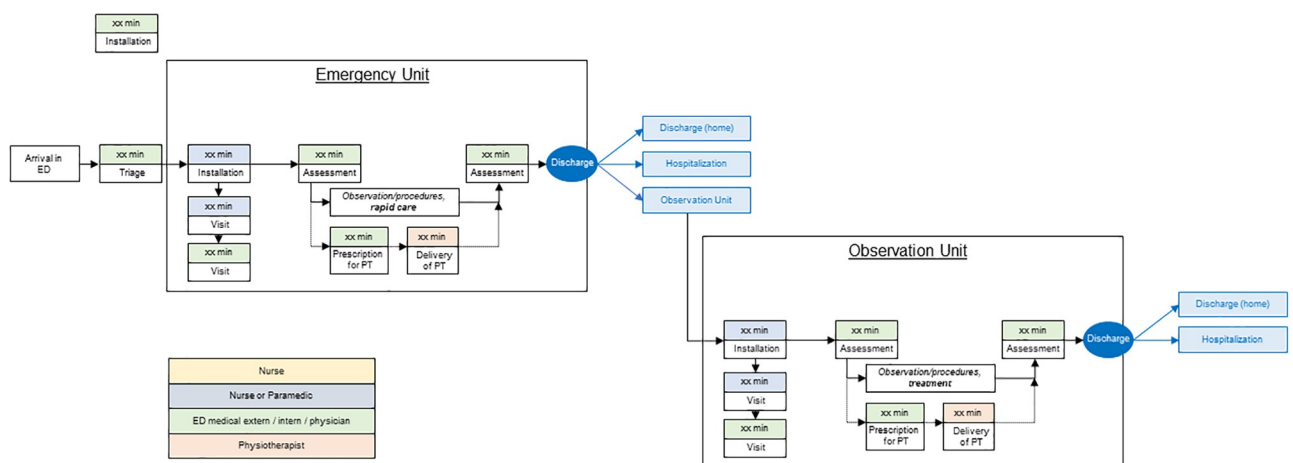 xx min
Installation
Emergency Unit
Arrival in
ED
xx min
Triage
xx min
Installation
xx min
Visit
xx min
Visit
xx min
Assessment
Observation/procedures,
rapid care
xx min
Prescription
for PT
xx min
Delivery
of PT
xx min
Assessment
Discharge
Discharge (home)
Hospitalization
Observation Unit
Observation Unit
xx min
Installation
xx min
Visit
xx min
Visit
xx min
Assessment
Observation/procedures,
treatment
xx min
Prescription
for PT
xx min
Delivery
of PT
xx min
Assessment
Discharge
Discharge (home)
Hospitalization
Nurse
Nurse or Paramedic
ED medical extern / intern / physician
Physiotherapist